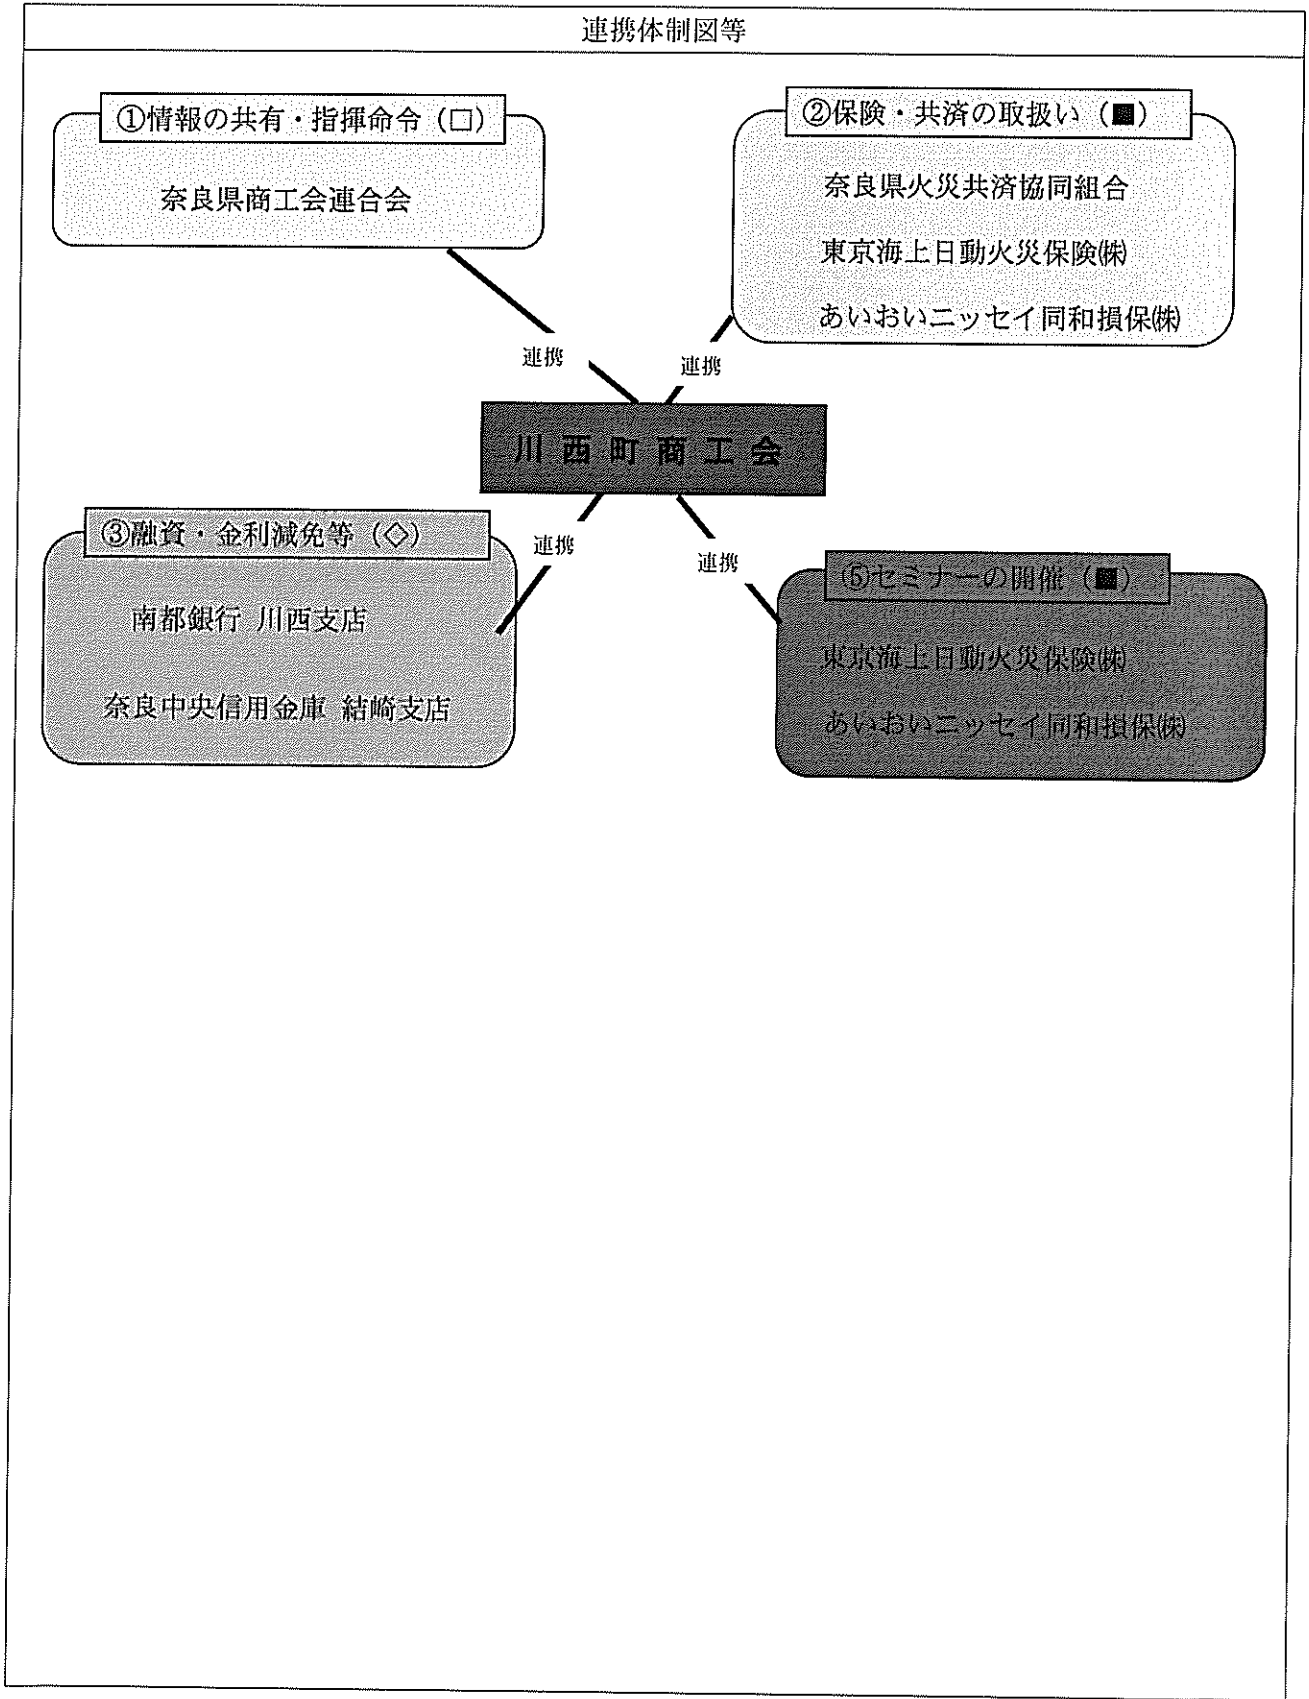 連携体制図等
①情報の共有・指揮命令（□）
奈良県商工会連合会
②保険・共済の取扱い（■）
奈良県火災共済協同組合
東京海上日動火災保険㈱
あいおいニッセイ同和損保㈱
連携
連携
川西町商工会
③融資・金利減免等（◇）
南都銀行 川西支店
奈良中央信用金庫 結崎支店
連携
連携
⑤セミナーの開催（■）
東京海上日動火災保険㈱
あいおいニッセイ同和損保㈱